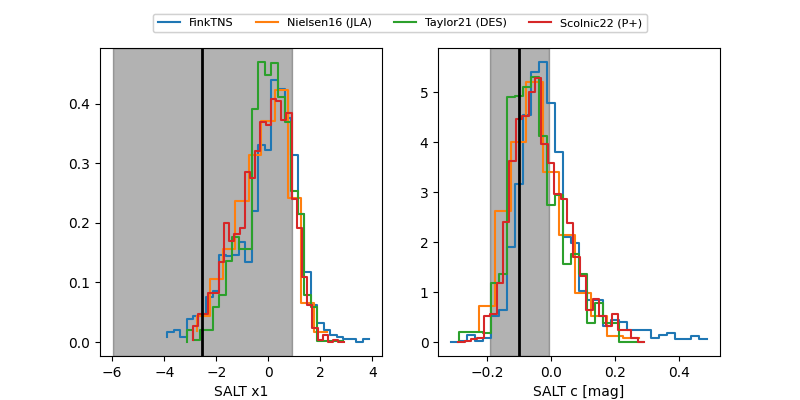 FinkTNS Nielsen16 (JLA) Taylor21 (DES) Scolnic22 (P+)
0.4
0.3
0.2
0.1
0.0
−6 −4 −2 0 2 4
SALT x1
5
4
3
2
1
0
−0.2 0.0 0.2 0.4
SALT c [mag]